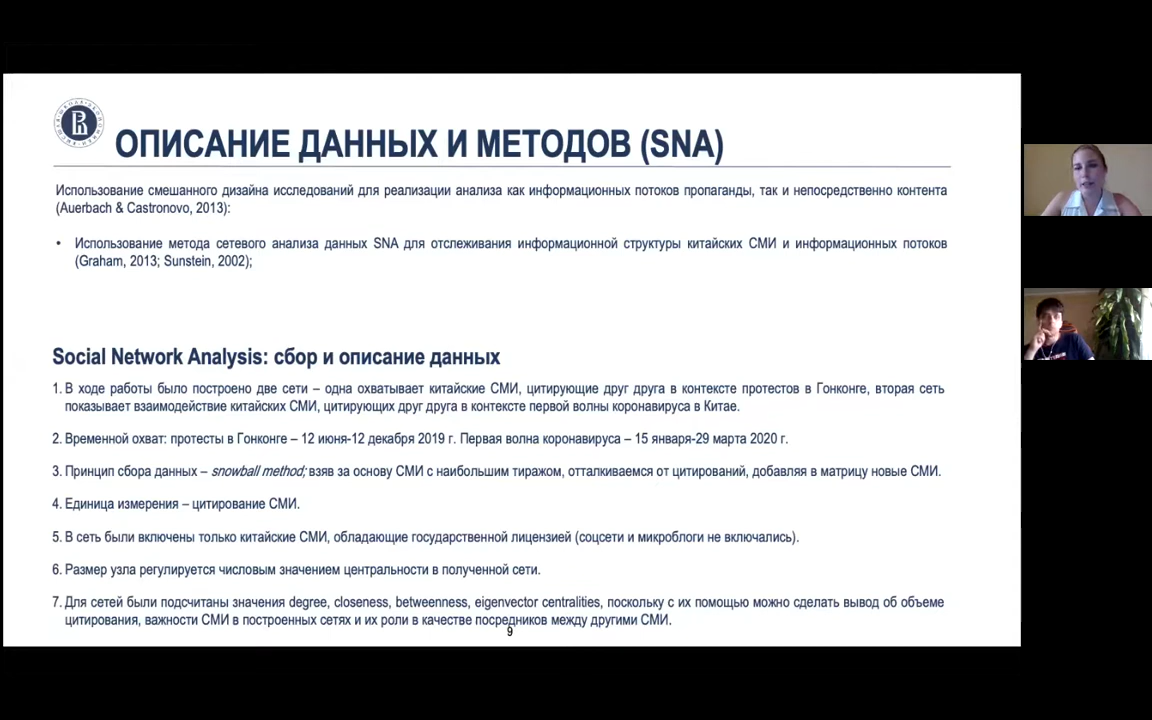 ОПИСАНИЕ ДАННЫХ И МЕТОДОВ (SNA)
Использование смешанного дизайна исследований для реализации анализа как информационных потоков пропаганды, так и непосредственно контента
(Auerbach & Castronovo, 2013):
• Использование метода сетевого анализа данных SNA для отслеживания информационной структуры китайских СМИ и информационных потоков
(Graham, 2013; Sunstein, 2002);
Social Network Analysis: сбор и описание данных
1. В ходе работы было построено две сети – одна охватывает китайские СМИ, цитирующие друг друга в контексте протестов в Гонконге, вторая сеть
показывает взаимодействие китайских СМИ, цитирующих друг друга в контексте первой волны коронавируса в Китае.
2. Временной охват: протесты в Гонконге – 12 июня-12 декабря 2019 г. Первая волна коронавируса – 15 января-29 марта 2020 г.
3. Принцип сбора данных – snowball method; взяв за основу СМИ с наибольшим тиражом, отталкиваемся от цитирований, добавляя в матрицу новые СМИ.
4. Единица измерения – цитирование СМИ.
5. В сеть были включены только китайские СМИ, обладающие государственной лицензией (соцсети и микроблоги не включались).
6. Размер узла регулируется числовым значением центральности в полученной сети.
7. Для сетей были подсчитаны значения degree, closeness, betweenness, eigenvector centralities, поскольку с их помощью можно сделать вывод об объеме
цитирования, важности СМИ в построенных сетях и их роли в качестве посредников между другими СМИ.
9